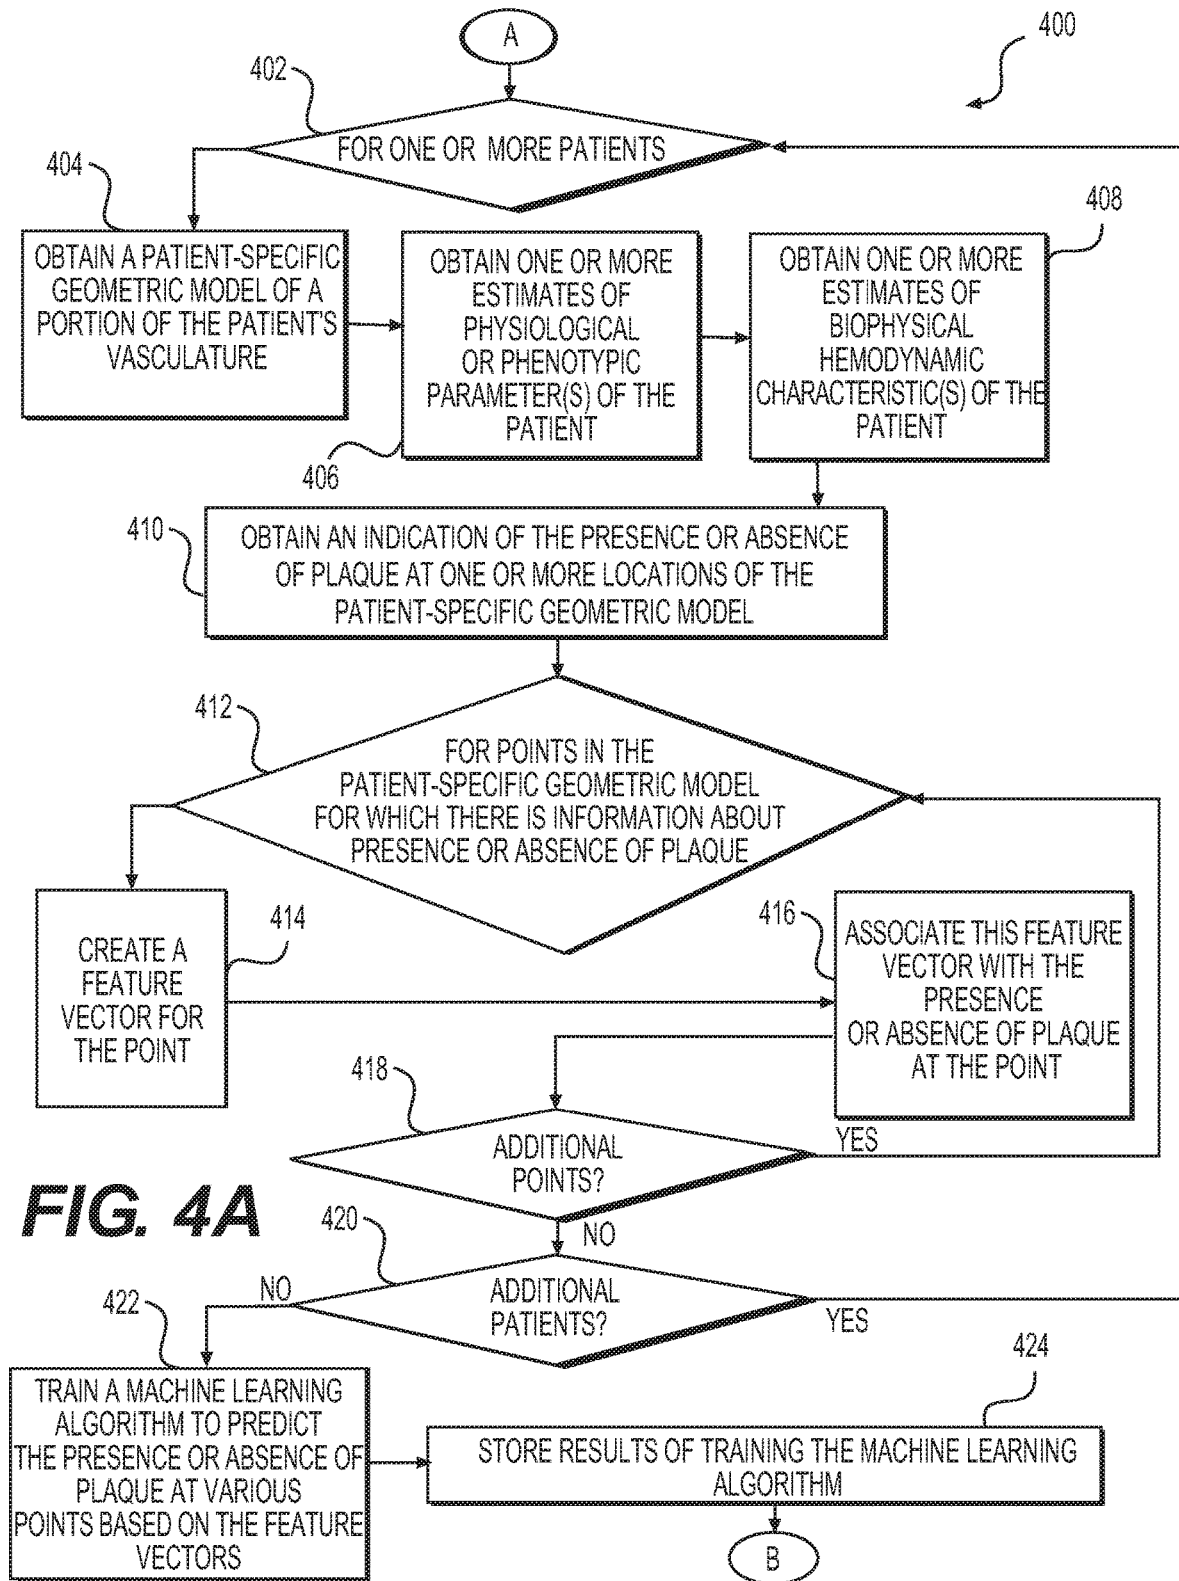 A
400
402
FOR ONE OR MORE PATIENTS
404
408
OBTAIN A PATIENT-SPECIFIC
GEOMETRIC MODEL OF A
PORTION OF THE PATIENT'S
VASCULATURE
OBTAIN ONE OR MORE
ESTIMATES OF
PHYSIOLOGICAL
OR PHENOTYPIC
PARAMETER(S) OF THE
PATIENT
OBTAIN ONE OR MORE
ESTIMATES OF
BIOPHYSICAL
HEMODYNAMIC
CHARACTERISTIC(S) OF THE
PATIENT
406
410
OBTAIN AN INDICATION OF THE PRESENCE OR ABSENCE
OF PLAQUE AT ONE OR MORE LOCATIONS OF THE
PATIENT-SPECIFIC GEOMETRIC MODEL
412
FOR POINTS IN THE
PATIENT-SPECIFIC GEOMETRIC MODEL
FOR WHICH THERE IS INFORMATION ABOUT
PRESENCE OR ABSENCE OF PLAQUE
414
CREATE A
FEATURE
VECTOR FOR
THE POINT
416
ASSOCIATE THIS FEATURE
VECTOR WITH THE
PRESENCE
OR ABSENCE OF PLAQUE
AT THE POINT
418
ADDITIONAL
POINTS?
YES
FIG. 4A
NO
420
ADDITIONAL
PATIENTS?
NO
YES
422
TRAIN A MACHINE LEARNING
ALGORITHM TO PREDICT
THE PRESENCE OR ABSENCE OF
PLAQUE AT VARIOUS
POINTS BASED ON THE FEATURE
VECTORS
424
STORE RESULTS OF TRAINING THE MACHINE LEARNING
ALGORITHM
B